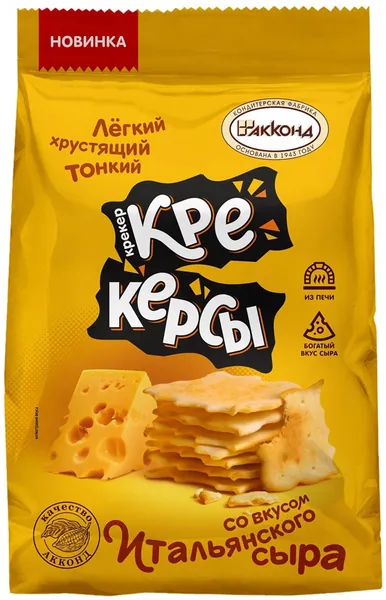 НОВИНКА
КОНДИТЕРСКАЯ ФАБРИКА
АККОНД
ОСНОВАНА В 1943 ГОДУ
Лёгкий
хрустящий
тонкий
крекер
Кре
керсы
ИЗ ПЕЧИ
БОГАТЫЙ
ВКУС СЫРА
качество
АККОНД
со вкусом
Итальянского
сыра